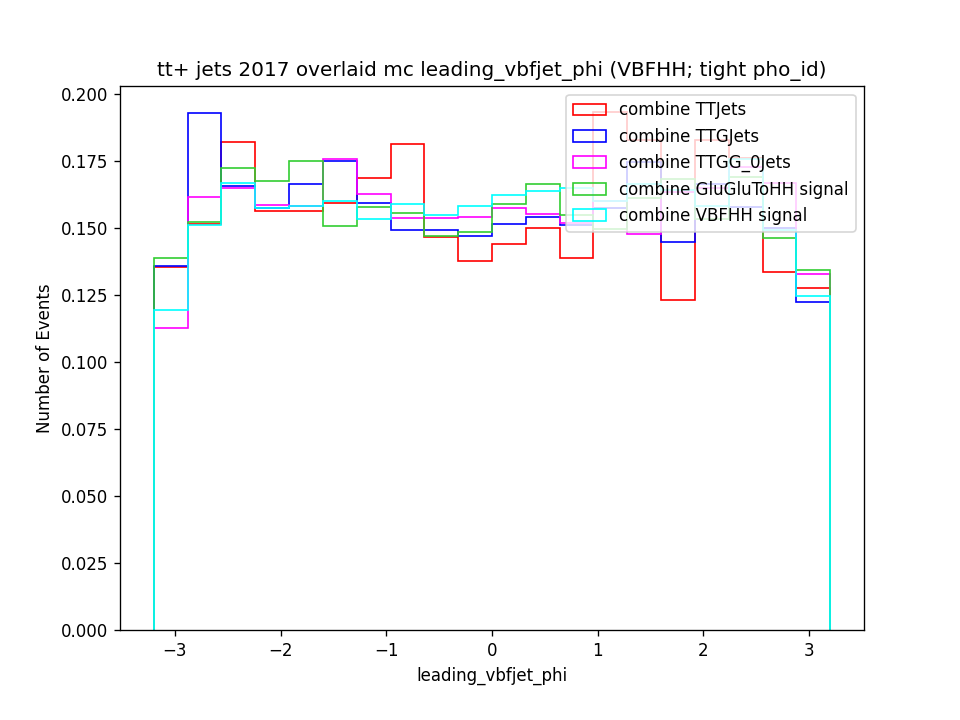 tt+ jets 2017 overlaid mc leading_vbfjet_phi (VBFHH; tight pho_id)
0.200
0.175
0.150
0.125
0.100
0.075
0.050
0.025
0.000
Number of Events
combine TTJets
combine TTGJets
combine TTGG_0Jets
combine GluGluToHH signal
combine VBFHH signal
−3
−2
−1
0
1
2
3
leading_vbfjet_phi